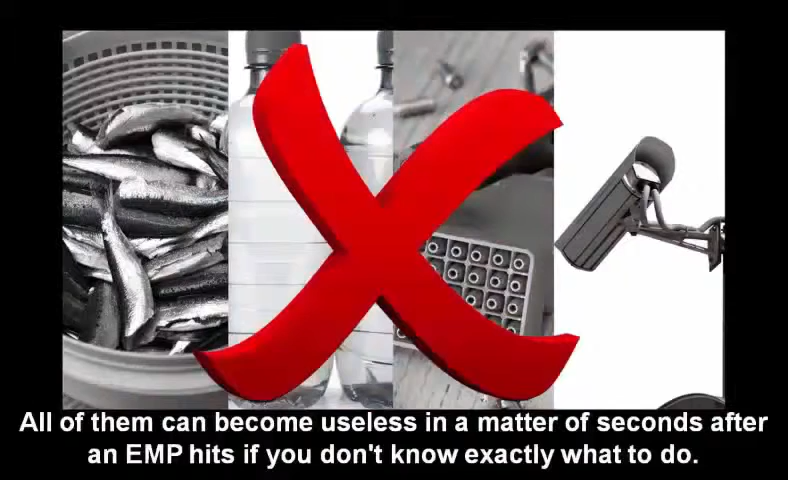 All of them can become useless in a matter of seconds after
an EMP hits if you don't know exactly what to do.